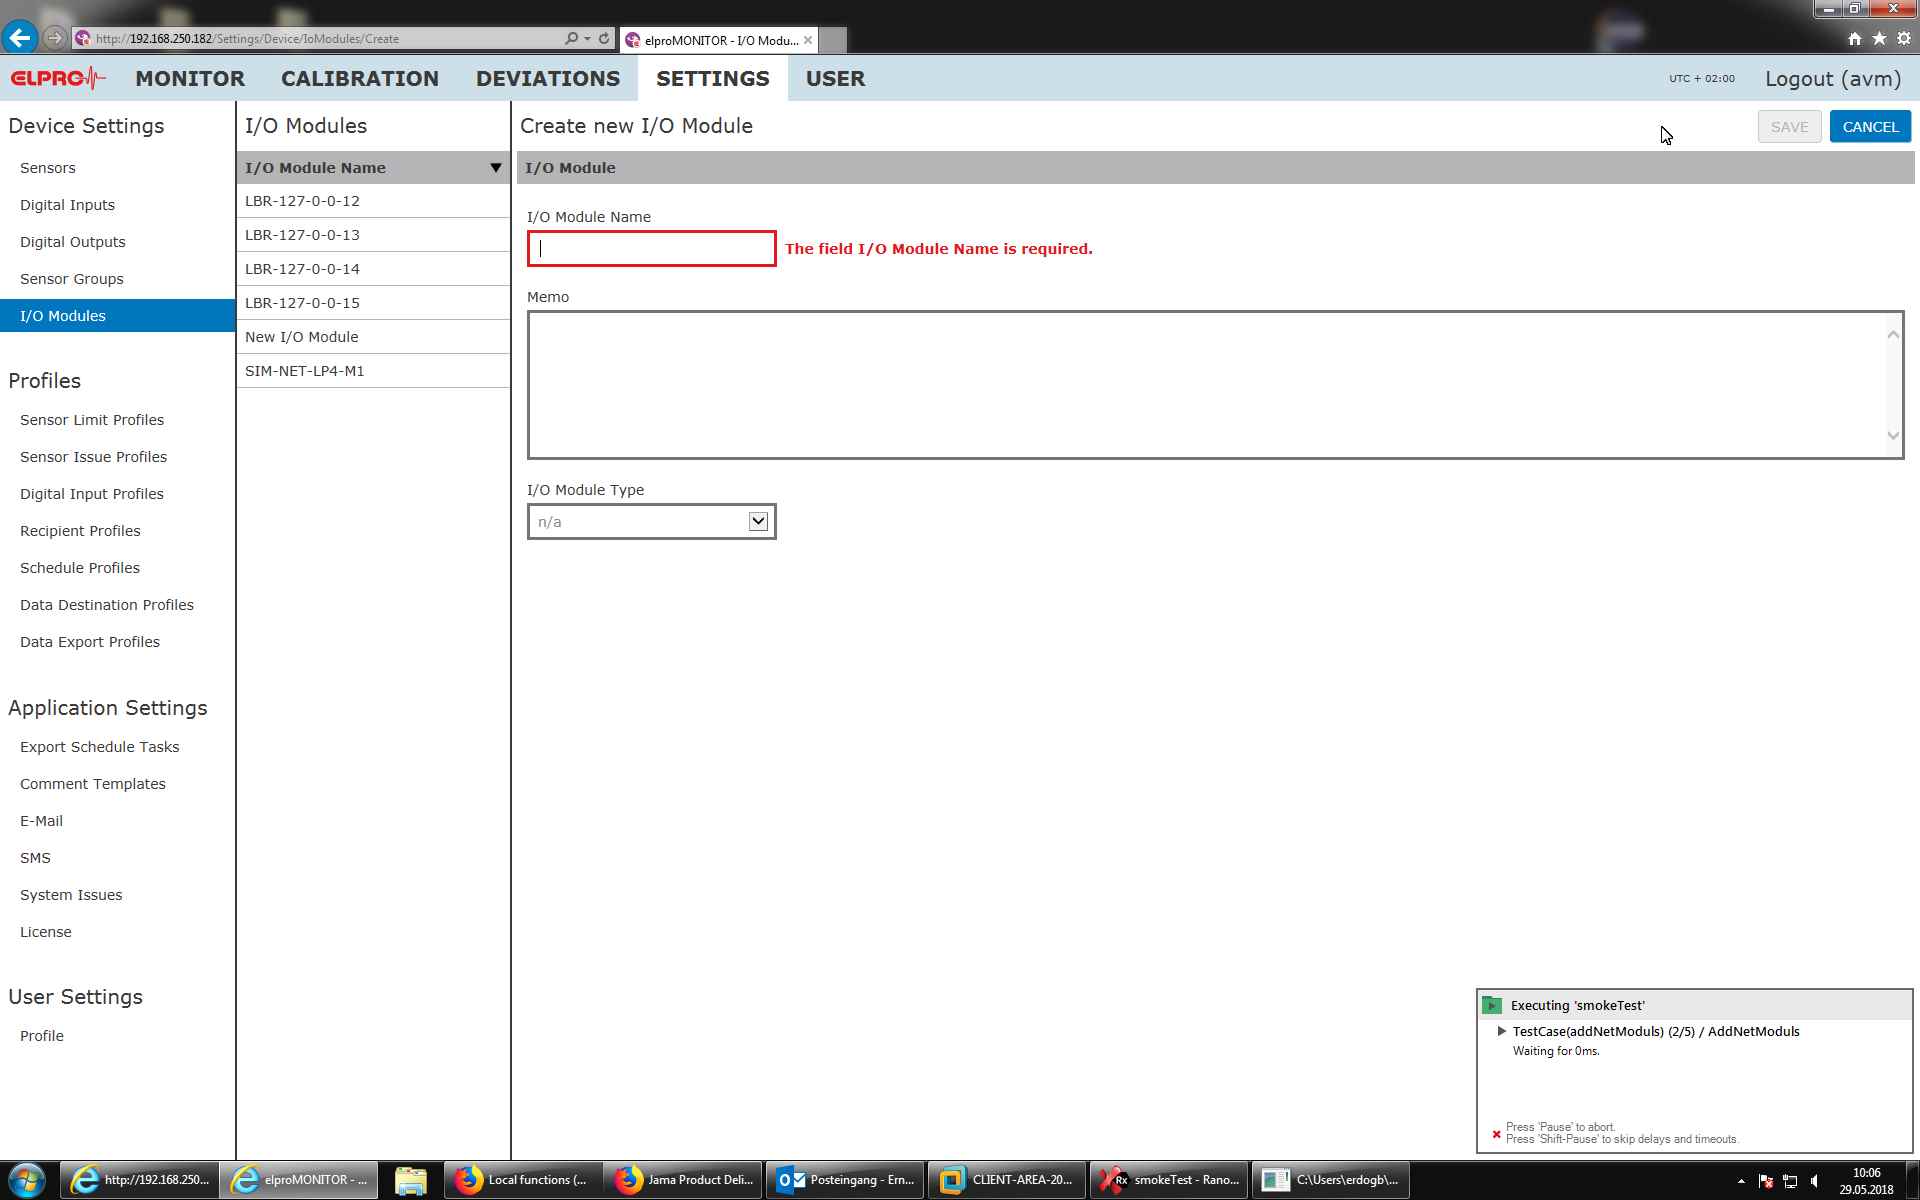 http://192.168.250.182/Settings/Device/IoModules/Create
elproMONITOR - I/O Modu...
ELPRO
MONITOR
CALIBRATION
DEVIATIONS
SETTINGS
USER
UTC + 02:00
Logout (avm)
Device Settings
Sensors
Digital Inputs
Digital Outputs
Sensor Groups
I/O Modules
Profiles
Sensor Limit Profiles
Sensor Issue Profiles
Digital Input Profiles
Recipient Profiles
Schedule Profiles
Data Destination Profiles
Data Export Profiles
Application Settings
Export Schedule Tasks
Comment Templates
E-Mail
SMS
System Issues
License
User Settings
Profile
I/O Modules
I/O Module Name
LBR-127-0-0-12
LBR-127-0-0-13
LBR-127-0-0-14
LBR-127-0-0-15
New I/O Module
SIM-NET-LP4-M1
Create new I/O Module
SAVE
CANCEL
I/O Module
I/O Module Name
The field I/O Module Name is required.
Memo
I/O Module Type
n/a
Executing 'smokeTest'
TestCase(addNetModuls) (2/5) / AddNetModuls
Waiting for 0ms.
Press 'Pause' to abort.
Press 'Shift-Pause' to skip delays and timeouts.
http://192.168.250...
elproMONITOR - ...
Local functions (...
Jama Product Deli...
Posteingang - Ern...
CLIENT-AREA-20...
Rx
smokeTest - Rano...
C:\Users\erdogb\...
10:06
29.05.2018